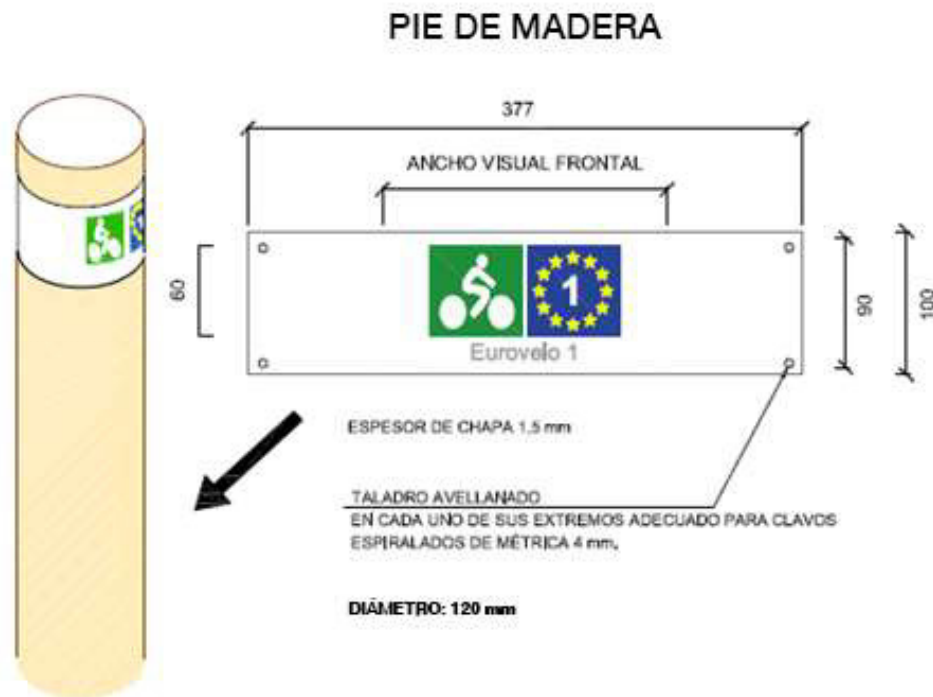 PIE DE MADERA
377
ANCHO VISUAL FRONTAL
60
1
90
100
Eurovelo 1
ESPESOR DE CHAPA 1,5 mm
TALADRO AVELLANADO
EN CADA UNO DE SUS EXTREMOS ADECUADO PARA CLAVOS
ESPIRALADOS DE MÉTRICA 4 mm.
DIÁMETRO: 120 mm